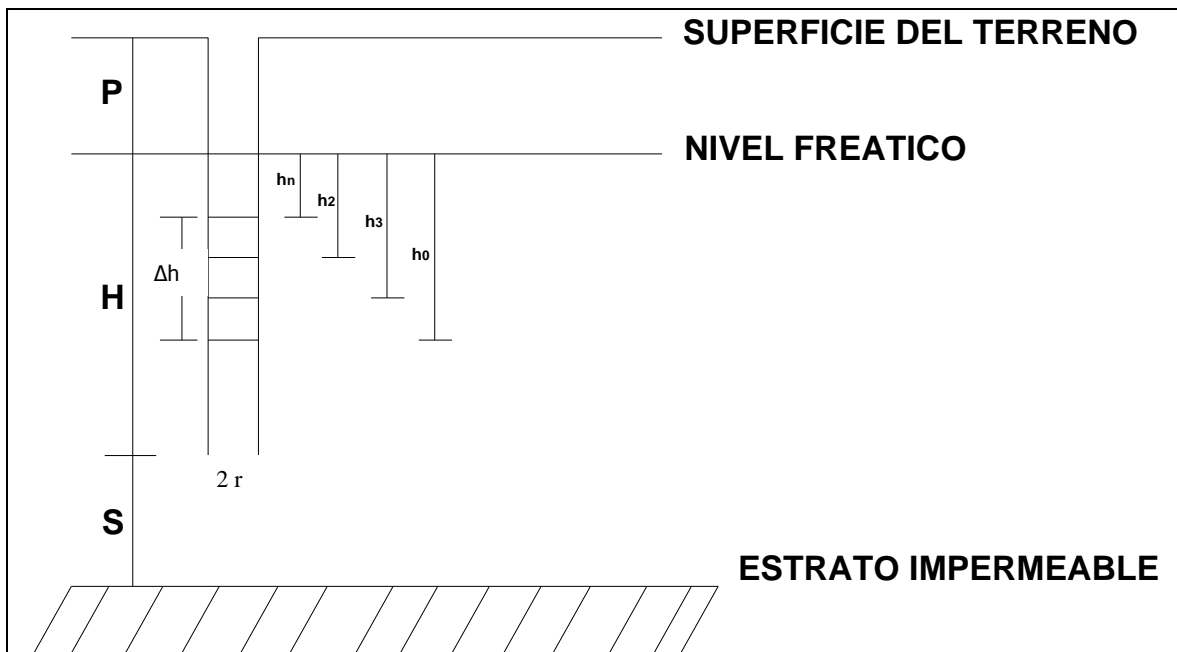 SUPERFICIE DEL TERRENO
P
NIVEL FREATICO
hn
h2
h3
h0
Δh
H
2 r
S
ESTRATO IMPERMEABLE